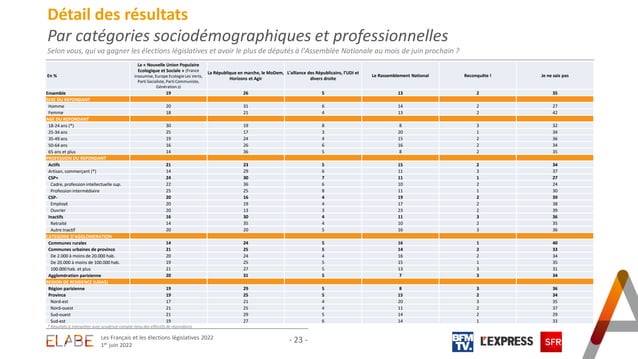 Détail des résultats
Par catégories sociodémographiques et professionnelles
Selon vous, qui va gagner les élections législatives et avoir le plus de députés à l'Assemblée Nationale au mois de juin prochain ?
En % La « Nouvelle Union Populaire Ecologique et Sociale » (France Insoumise, Europe Ecologie Les Verts, Parti Socialiste, Parti Communiste, Génération.s) La République en marche, le MoDem, Horizons et Agir L'alliance des Républicains, l'UDI et divers droite Le Rassemblement National Reconquête ! Je ne sais pas
Ensemble 19 26 5 13 2 35
SEXE DU REPONDANT
Homme 20 31 6 14 2 27
Femme 18 21 4 13 2 42
AGE DU REPONDANT
18-24 ans (*) 30 19 8 8 3 32
25-34 ans 25 17 3 20 1 34
35-49 ans 19 24 4 15 2 36
50-64 ans 16 26 6 16 2 34
65 ans et plus 14 36 5 8 2 35
PROFESSION DU REPONDANT
Actifs 21 23 5 15 2 34
Artisan, commerçant (*) 14 29 6 11 3 37
CSP+ 24 30 7 11 1 27
Cadre, profession intellectuelle sup. 22 36 6 10 2 24
Profession intermédiaire 25 25 8 11 1 30
CSP- 20 16 4 19 2 39
Employé 20 19 4 17 2 38
Ouvrier 20 13 3 23 2 39
Inactifs 16 30 4 11 3 36
Retraité 14 35 4 10 2 35
Autre inactif 20 20 5 16 3 36
CATEGORIE D'AGGLOMERATION
Communes rurales 14 24 5 16 1 40
Communes urbaines de province 21 25 5 14 2 33
De 2.000 à moins de 20.000 hab. 20 24 4 16 2 34
De 20.000 à moins de 100.000 hab. 19 25 5 15 1 35
100.000 hab. et plus 21 27 5 13 3 31
Agglomération parisienne 20 31 5 7 3 34
REGION DE RESIDENCE (UDA5)
Région parisienne 19 29 5 8 3 36
Province 19 25 5 15 2 34
Nord-est 17 21 4 20 3 35
Nord-ouest 21 25 4 11 2 37
Sud-ouest 21 29 5 14 2 29
Sud-est 19 27 6 14 1 33
* Résultats à interpréter avec prudence compte tenu des effectifs de répondants
ELABE Les Français et les élections législatives 2022
1er juin 2022
- 23 -
BFM TV. L'EXPRESS SFR